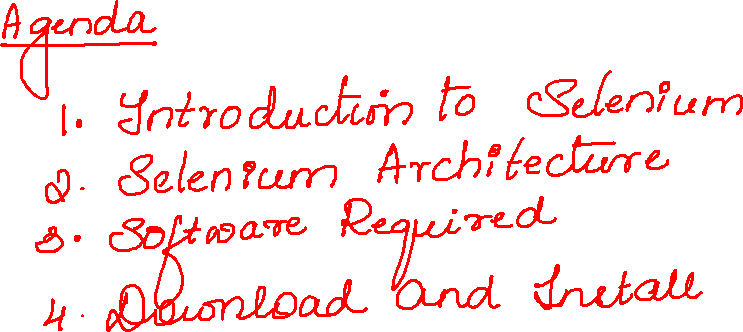 Agenda
1. Introduction to Selenium
2. Selenium Architecture
3. Software Required
4. Download and Install